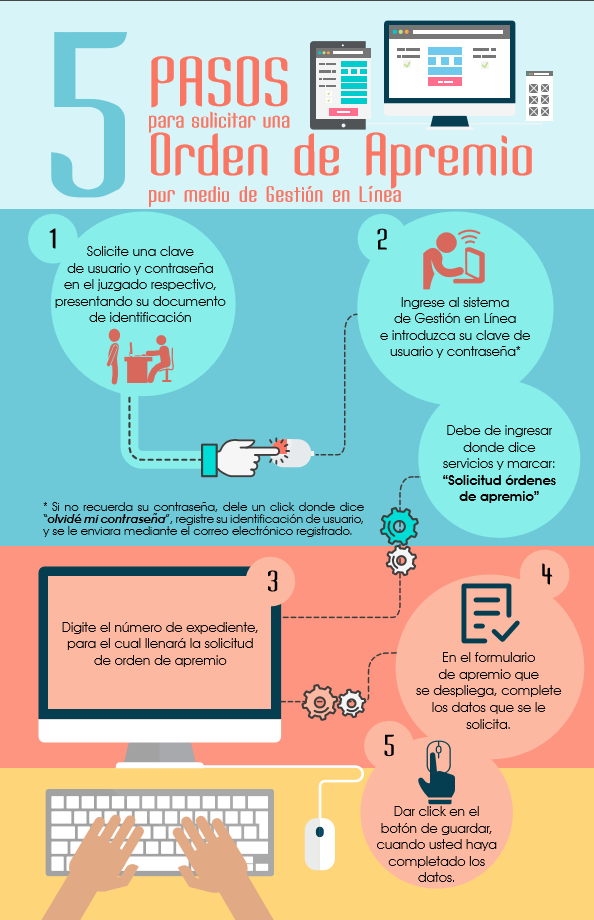 5
PASOS
para solicitar una
Orden de Apremio
por medio de Gestión en Línea
1
Solicite una clave
de usuario y contraseña
en el juzgado respectivo,
presentando su documento
de identificación
2
Ingrese al sistema
de Gestión en Línea
e introduzca su clave de
usuario y contraseña*
Debe de ingresar
donde dice
servicios y marcar:
“Solicitud órdenes
de apremio”
* Si no recuerda su contraseña, dele un click donde dice
“olvidé mi contraseña”, registre su identificación de usuario,
y se le enviara mediante el correo electrónico registrado.
3
Digite el número de expediente,
para el cual llenará la solicitud
de orden de apremio
4
En el formulario
de apremio que
se despliega, complete
los datos que se le
solicita.
5
Dar click en el
botón de guardar,
cuando usted haya
completado los
datos.